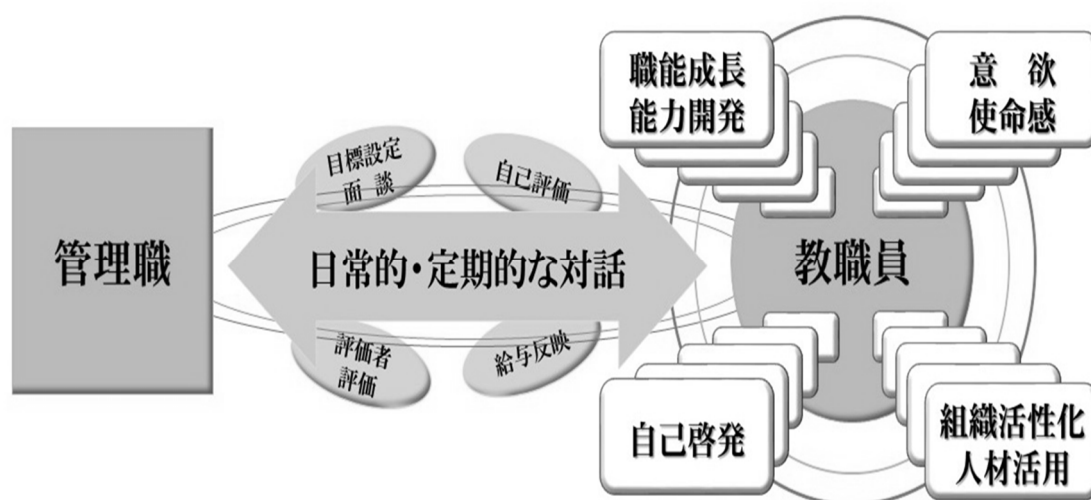 職能成長
能力開発
意　欲
使命感
目標設定
面　談
自己評価
管理職
日常的・定期的な対話
教職員
評価者
評価
給与反映
自己啓発
組織活性化
人材活用